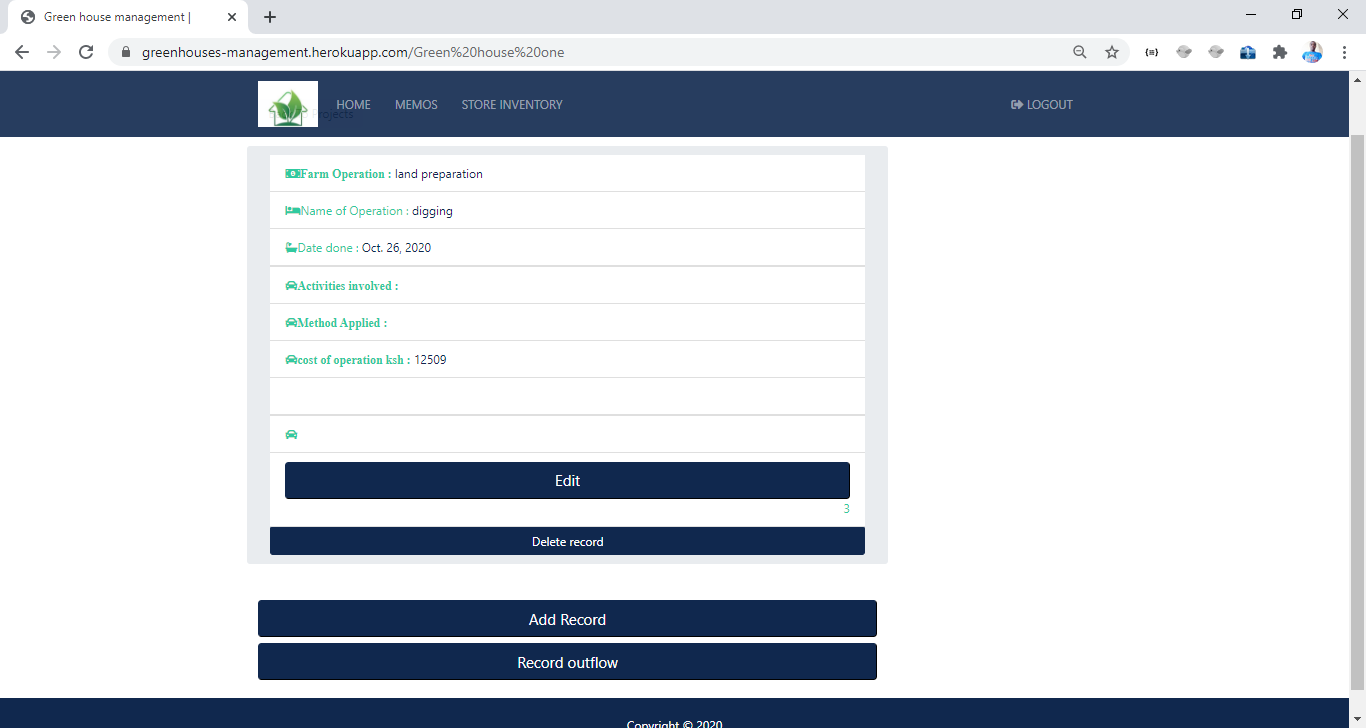 Green house management |
greenhouses-management.herokuapp.com/Green%20house%20one
HOME MEMOS STORE INVENTORY LOGOUT
Projects
Farm Operation : land preparation
Name of Operation : digging
Date done : Oct. 26, 2020
Activities involved :
Method Applied :
cost of operation ksh : 12509
Edit
3
Delete record
Add Record
Record outflow
Copyright © 2020